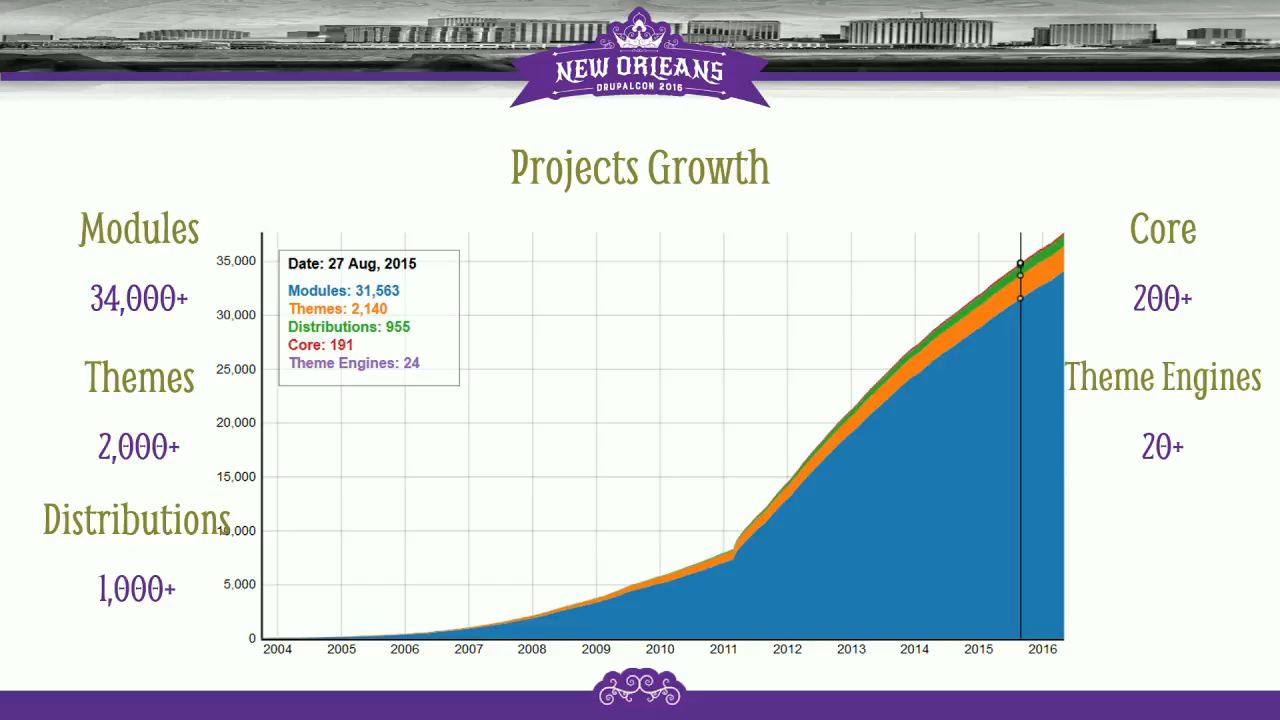 NEW ORLEANS
DRUPALCON 2016
Projects Growth
Modules
34,000+
Themes
2,000+
Distributions
1,000+
35,000
30,000
25,000
20,000
15,000
10,000
5,000
0
Date: 27 Aug, 2015
Modules: 31,563
Themes: 2,140
Distributions: 955
Core: 191
Theme Engines: 24
2004 2005 2006 2007 2008 2009 2010 2011 2012 2013 2014 2015 2016
Core
200+
Theme Engines
20+